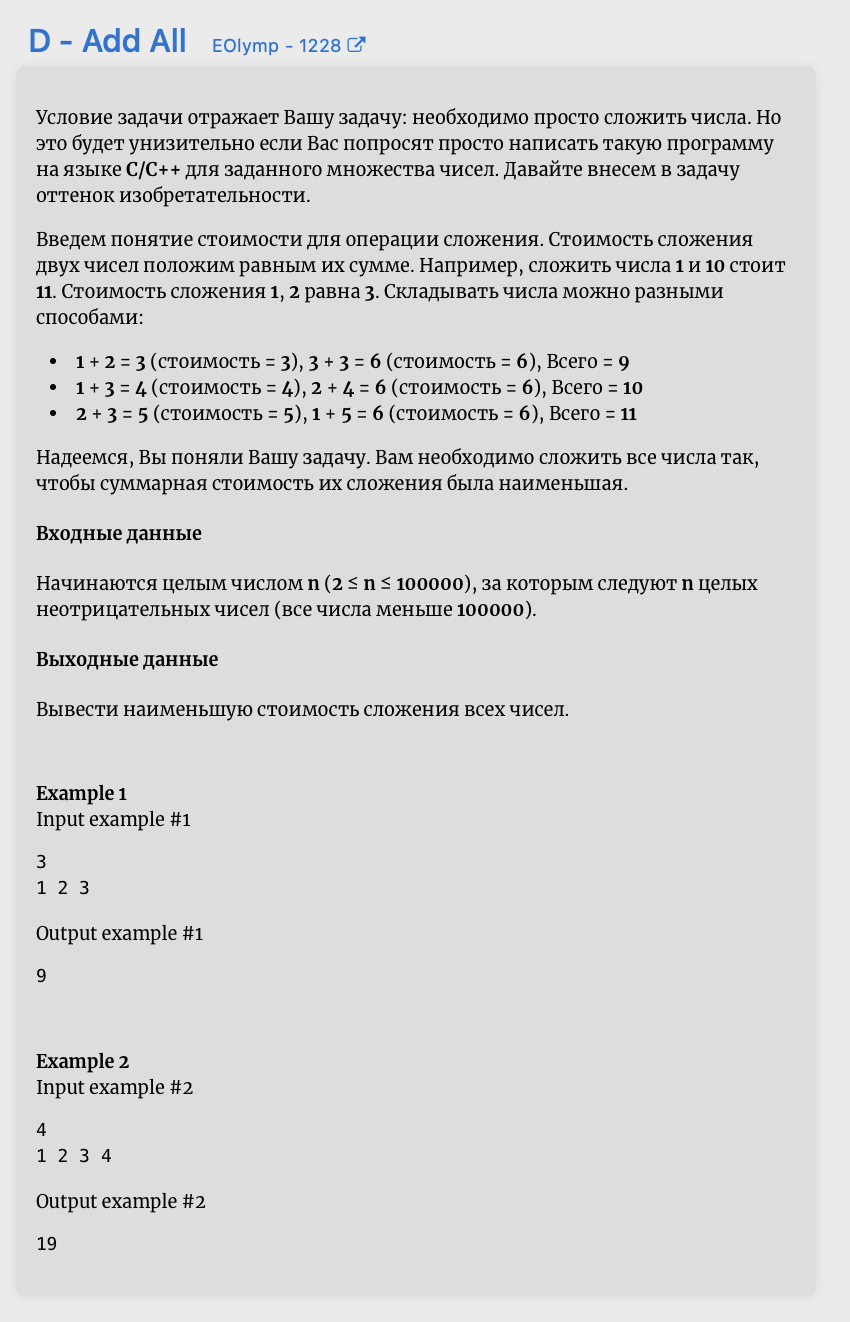 D - Add All EOlymp - 1228
Условие задачи отражает Вашу задачу: необходимо просто сложить числа. Но
это будет унизительно если Вас попросят просто написать такую программу
на языке C/C++ для заданного множества чисел. Давайте внесем в задачу
оттенок изобретательности.
Введем понятие стоимости для операции сложения. Стоимость сложения
двух чисел положим равным их сумме. Например, сложить числа 1 и 10 стоит
11. Стоимость сложения 1, 2 равна 3. Складывать числа можно разными
способами:
• 1 + 2 = 3 (стоимость = 3), 3 + 3 = 6 (стоимость = 6), Всего = 9
• 1 + 3 = 4 (стоимость = 4), 2 + 4 = 6 (стоимость = 6), Всего = 10
• 2 + 3 = 5 (стоимость = 5), 1 + 5 = 6 (стоимость = 6), Всего = 11
Надеемся, Вы поняли Вашу задачу. Вам необходимо сложить все числа так,
чтобы суммарная стоимость их сложения была наименьшая.
Входные данные
Начинаются целым числом n (2 ≤ n ≤ 100000), за которым следуют n целых
неотрицательных чисел (все числа меньше 100000).
Выходные данные
Вывести наименьшую стоимость сложения всех чисел.
Example 1
Input example #1
3
1 2 3
Output example #1
9
Example 2
Input example #2
4
1 2 3 4
Output example #2
19